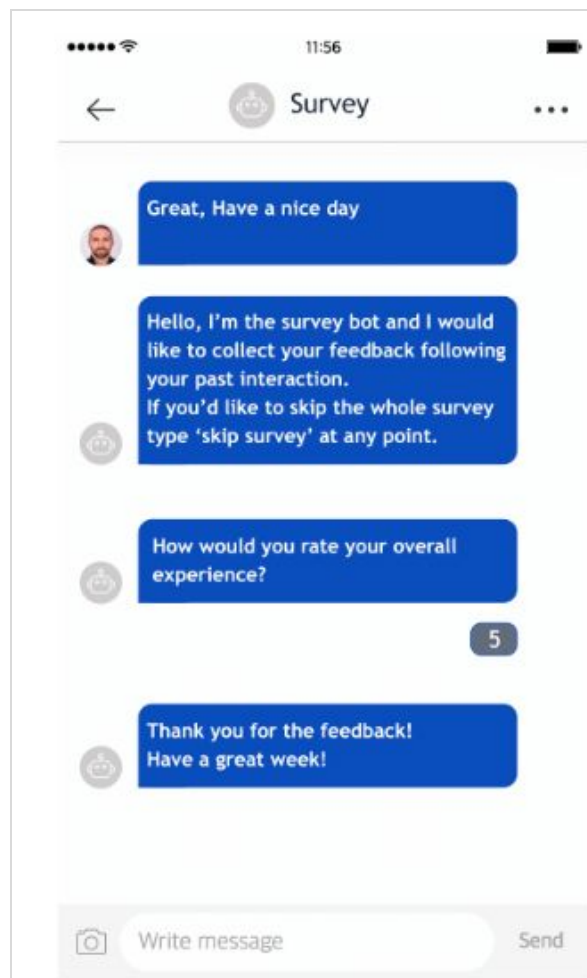 11:56
Survey
Great, Have a nice day
Hello, I’m the survey bot and I would
like to collect your feedback following
your past interaction.
If you’d like to skip the whole survey
type ‘skip survey’ at any point.
How would you rate your overall
experience?
5
Thank you for the feedback!
Have a great week!
Write message
Send